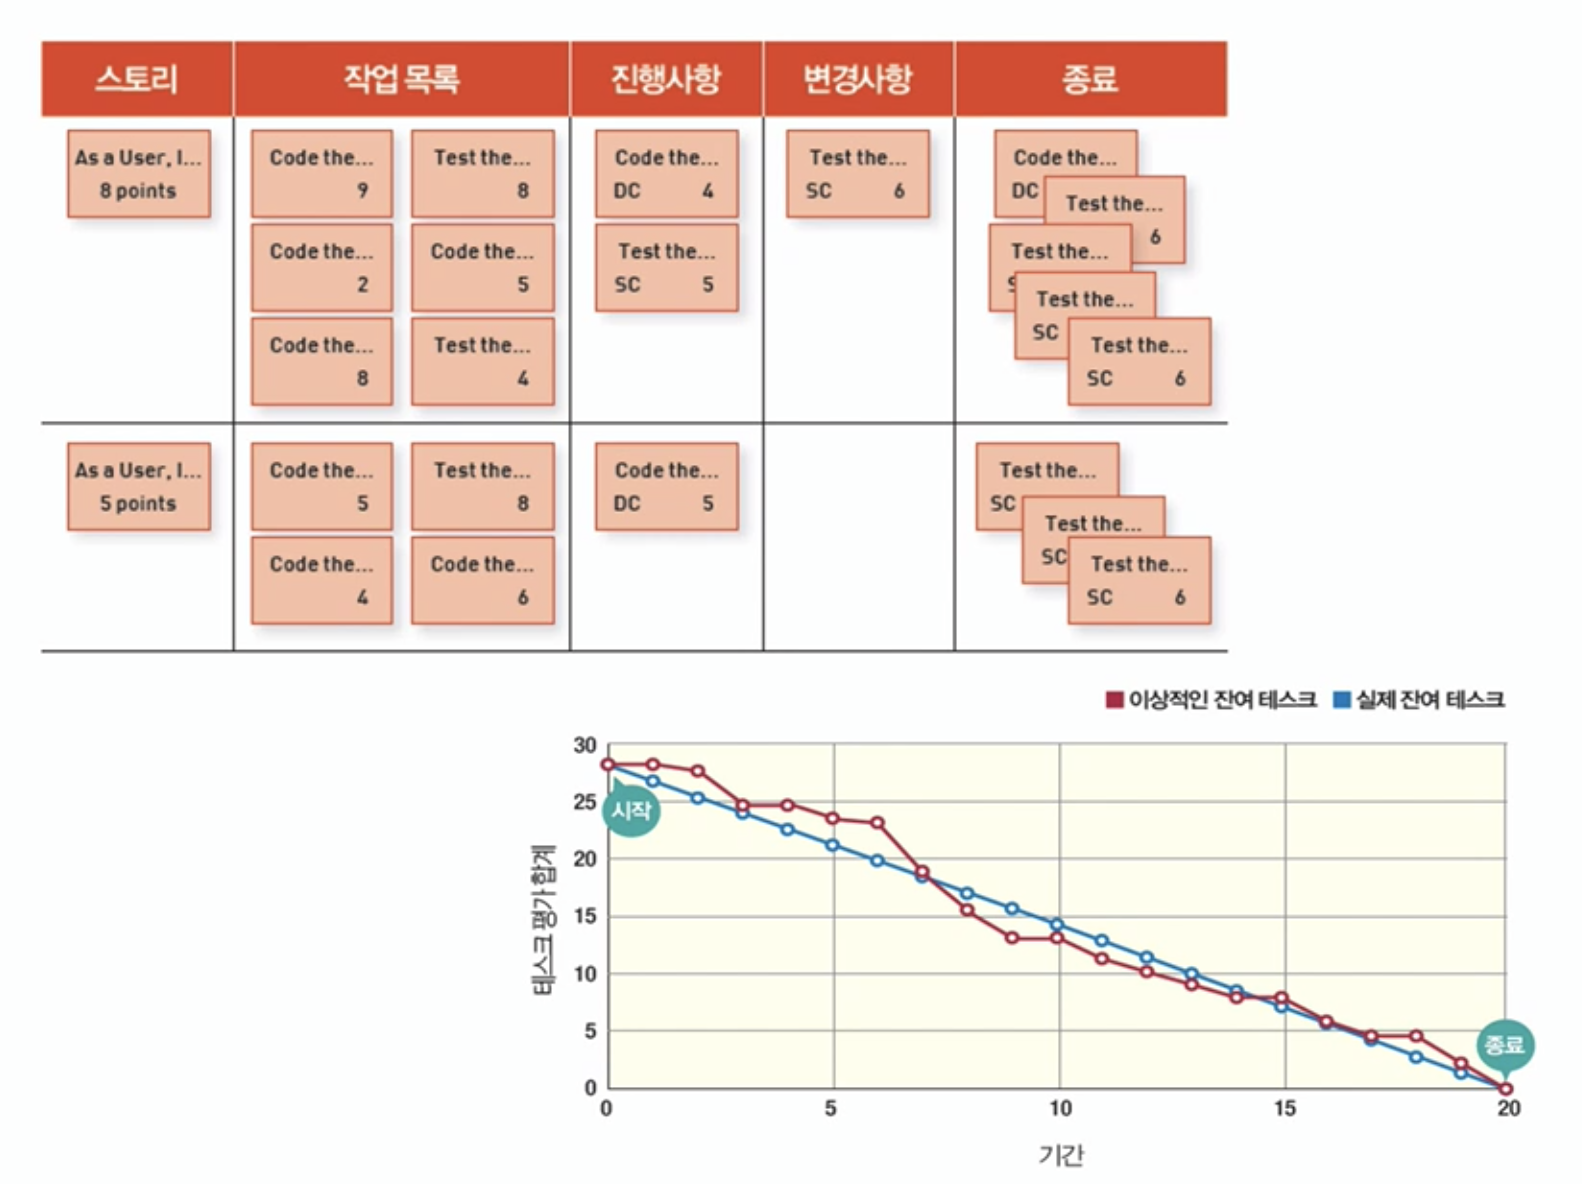 스토리
작업 목록
진행사항
변경사항
종료
As a User, I...
8 points
Code the...
9
Test the...
8
Code the...
2
Code the...
5
Code the...
8
Test the...
4
Code the...
DC 4
Test the...
SC 5
Test the...
SC 6
Code the...
DC
Test the...
6
Test the...
Test the...
SC
Test the...
SC 6
As a User, I...
5 points
Code the...
5
Test the...
8
Code the...
4
Code the...
6
Code the...
DC 5
Test the...
SC
Test the...
SC
Test the...
SC 6
이상적인 잔여 테스크
실제 잔여 테스크
30
25
20
15
10
5
0
테스크 평가 합계
시작
종료
0 5 10 15 20
기간